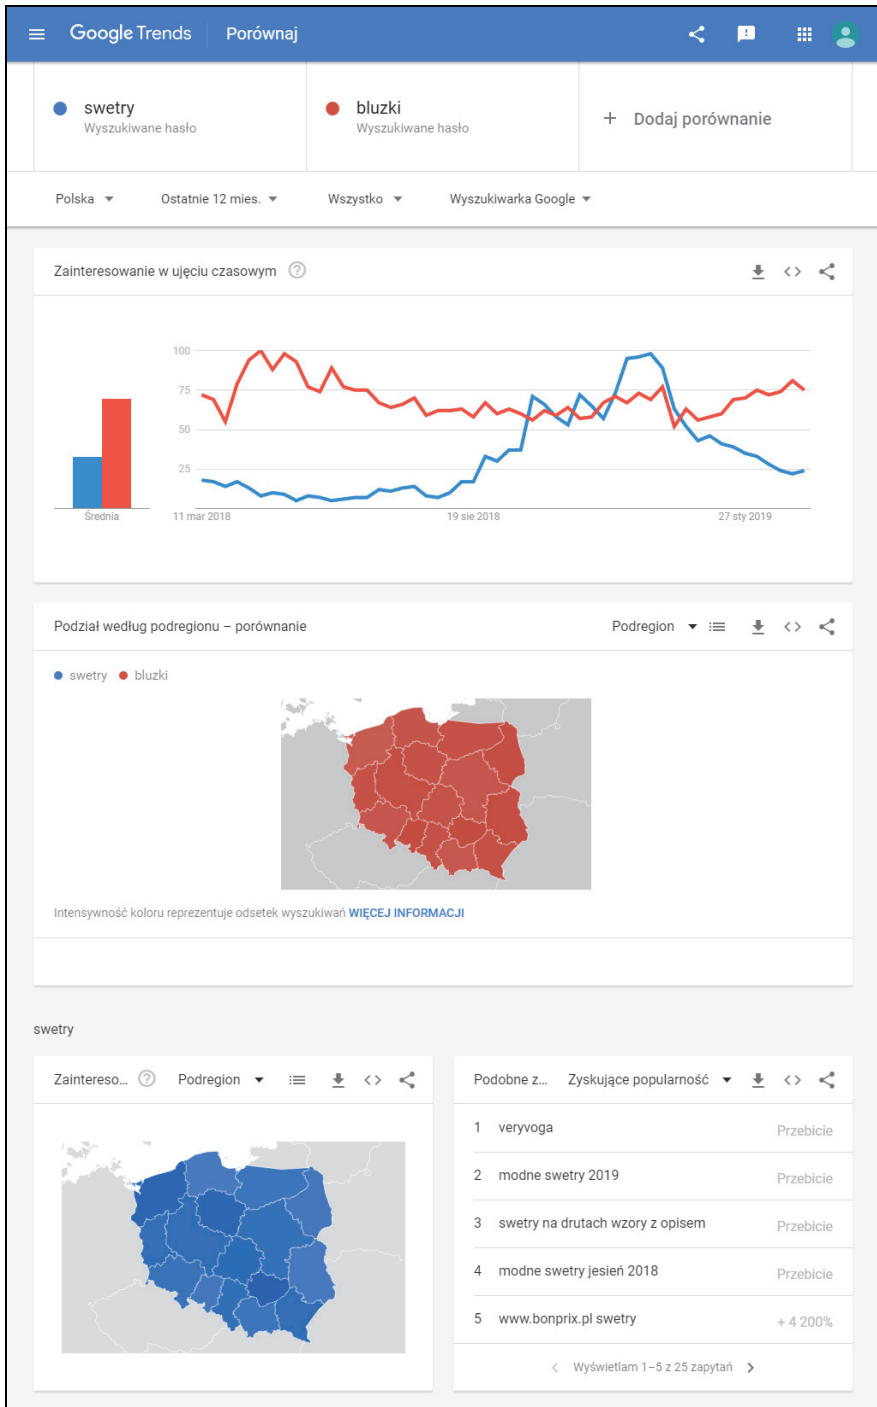 Google Trends Porównaj
swetry
Wyszukiwane hasło
bluzki
Wyszukiwane hasło
+ Dodaj porównanie
Polska Ostatnie 12 mies. Wszystko Wyszukiwarka Google
Zainteresowanie w ujęciu czasowym
100
75
50
25
Średnia
11 mar 2018 19 sie 2018 27 sty 2019
Podział według podregionu – porównanie Podregion
swetry bluzki
Intensywność koloru reprezentuje odsetek wyszukiwań WIĘCEJ INFORMACJI
swetry
Zaintereso... Podregion
Podobne z... Zyskujące popularność
1 veryvoga Przebicie
2 modne swetry 2019 Przebicie
3 swetry na drutach wzory z opisem Przebicie
4 modne swetry jesień 2018 Przebicie
5 www.bonprix.pl swetry + 4 200%
Wyświetlam 1–5 z 25 zapytań